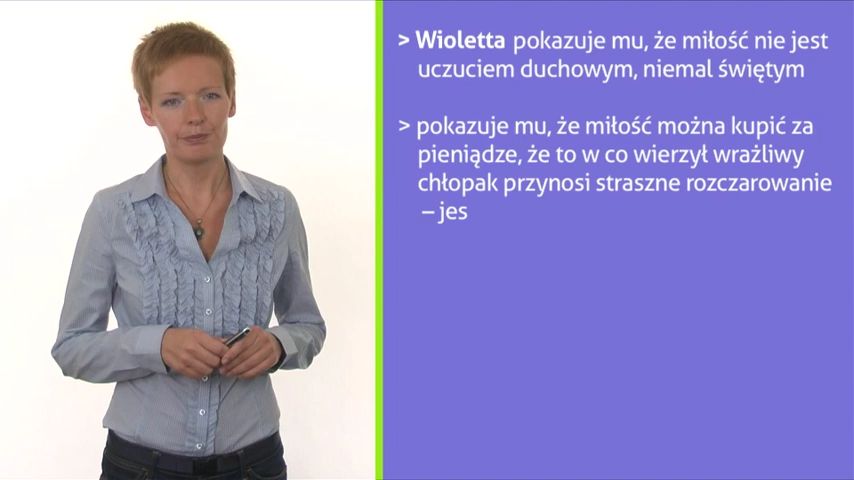 > Wioletta pokazuje mu, że miłość nie jest
uczuciem duchowym, niemal świętym
> pokazuje mu, że miłość można kupić za
pieniądze, że to w co wierzył wrażliwy
chłopak przynosi straszne rozczarowanie
– jes